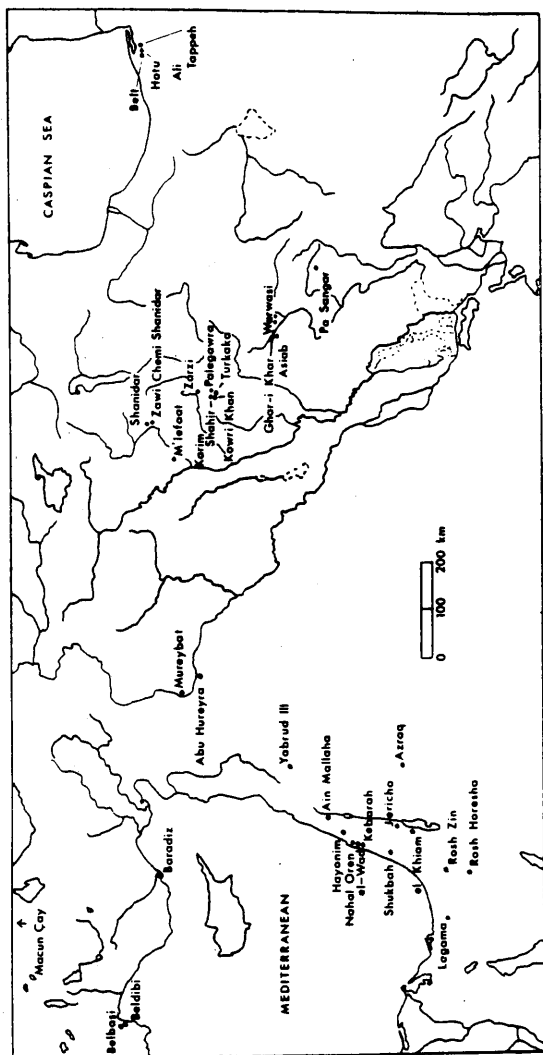 CASPIAN SEA
Belt
Hotu
Ali Tappeh
Macun Çay
Belbaşi
Beldibi
Baradiz
Shanidar
Zawi Chemi Shanidar
M'lefaat
Zarzi
Karim Shahir
Palegawra
Turkaka
Kowri Khan
Mureybat
Abu Hureyra
Ghar-i Khar
Warwasi
Asiab
Pa Sangar
MEDITERRANEAN
Yabrud III
Ain Mallaha
Hayonim
Nahal Oren
el-Wad
Kebarah
Jericho
Azraq
Shukbah
el Khiam
Rosh Zin
Rosh Horesha
Lagama
0 100 200 km